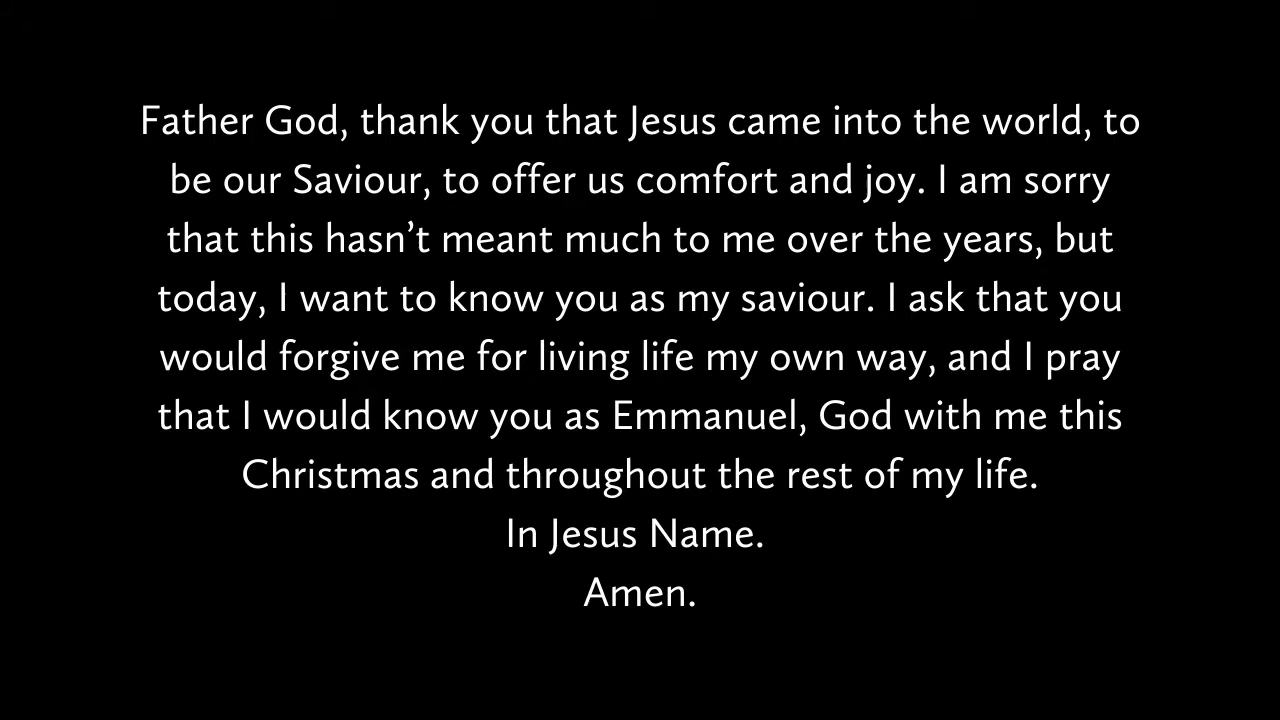 Father God, thank you that Jesus came into the world, to
be our Saviour, to offer us comfort and joy. I am sorry
that this hasn’t meant much to me over the years, but
today, I want to know you as my saviour. I ask that you
would forgive me for living life my own way, and I pray
that I would know you as Emmanuel, God with me this
Christmas and throughout the rest of my life.
In Jesus Name.
Amen.